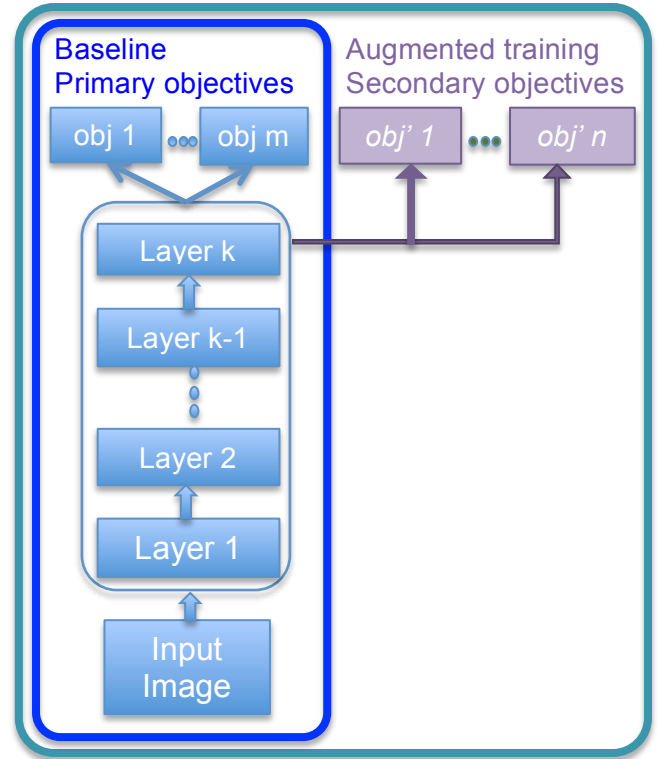 Baseline
Primary objectives
Augmented training
Secondary objectives
obj 1
obj m
obj' 1
obj' n
Layer k
Layer k-1
Layer 2
Layer 1
Input
Image